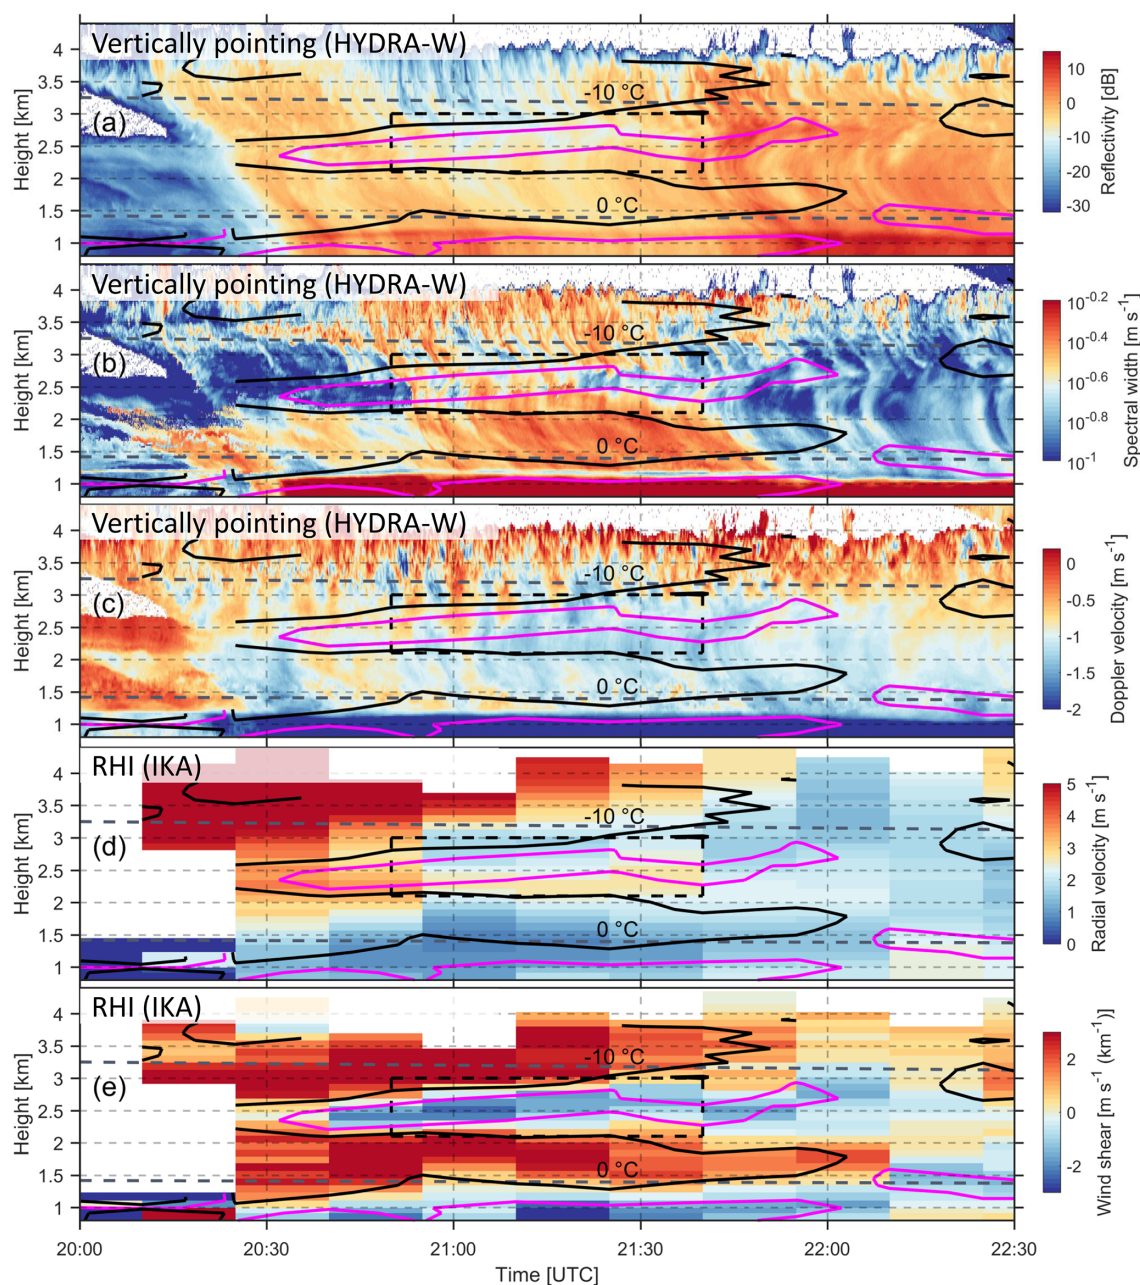 Vertically pointing (HYDRA-W)
4
3.5
3
2.5
2
1.5
1
Height [km]
(a)
-10 °C
0 °C
10
0
-10
-20
-30
Reflectivity [dB]
Vertically pointing (HYDRA-W)
4
3.5
3
2.5
2
1.5
1
Height [km]
(b)
-10 °C
0 °C
10^-0.2
10^-0.4
10^-0.6
10^-0.8
10^-1
Spectral width [m s^-1]
Vertically pointing (HYDRA-W)
4
3.5
3
2.5
2
1.5
1
Height [km]
(c)
-10 °C
0 °C
0
-0.5
-1
-1.5
-2
Doppler velocity [m s^-1]
RHI (IKA)
4
3.5
3
2.5
2
1.5
1
Height [km]
(d)
-10 °C
0 °C
5
4
3
2
1
0
Radial velocity [m s^-1]
RHI (IKA)
4
3.5
3
2.5
2
1.5
1
Height [km]
(e)
-10 °C
0 °C
2
0
-2
Wind shear [m s^-1 (km^-1)]
20:00 20:30 21:00 21:30 22:00 22:30
Time [UTC]